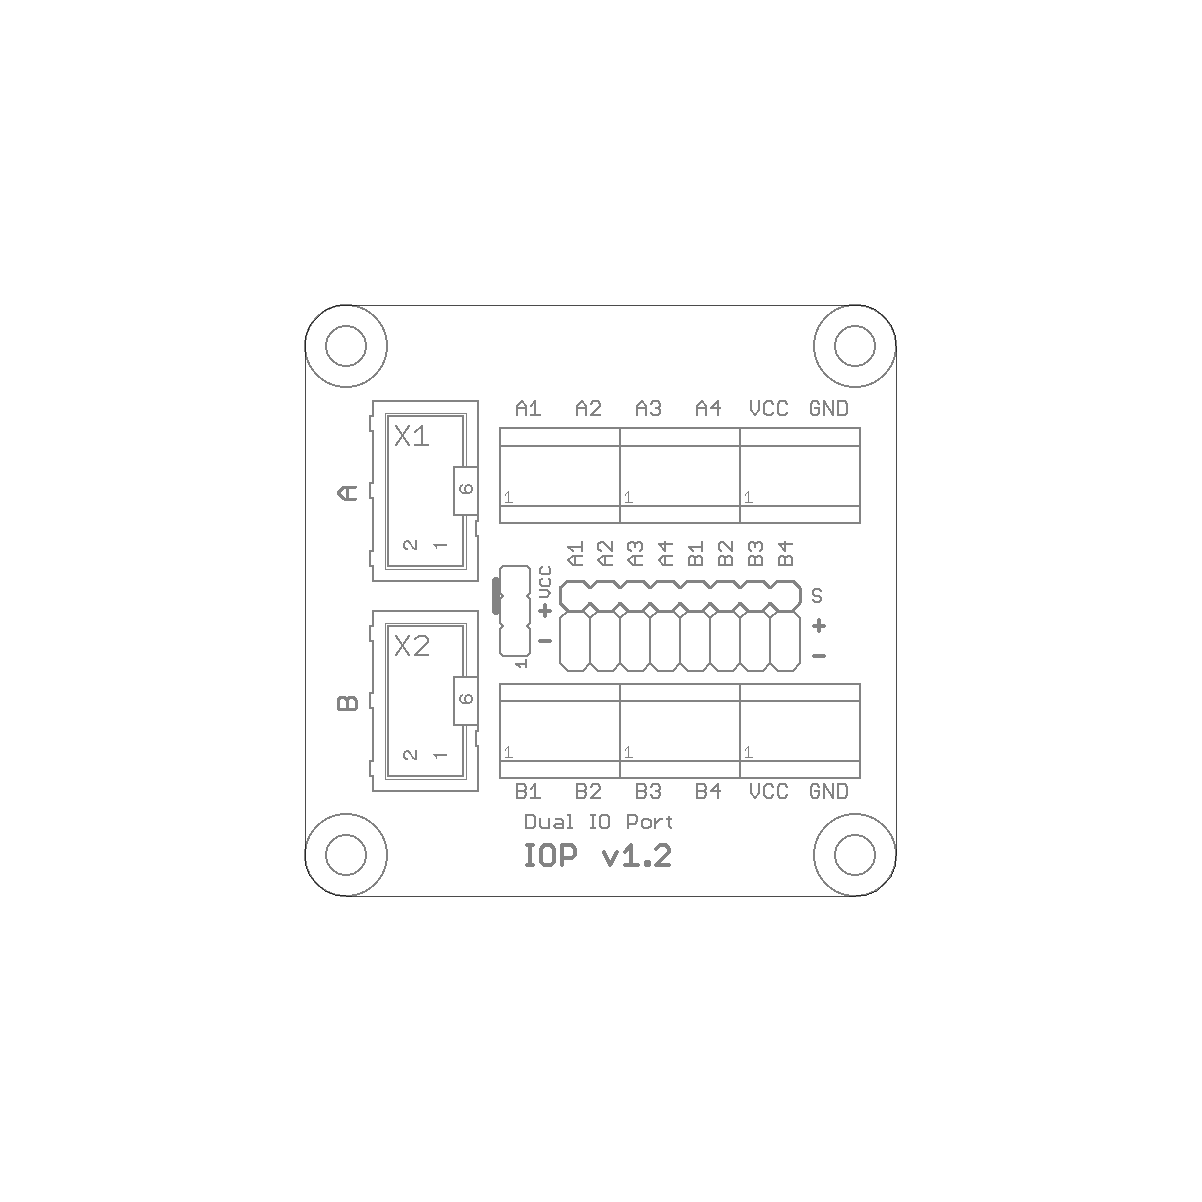 A1 A2 A3 A4 VCC GND
X1
A
6
2 1
1 1 1
A1 A2 A3 A4 B1 B2 B3 B4
VCC
+
-
1
S
+
-
X2
B
6
2 1
1 1 1
B1 B2 B3 B4 VCC GND
Dual IO Port
IOP v1.2